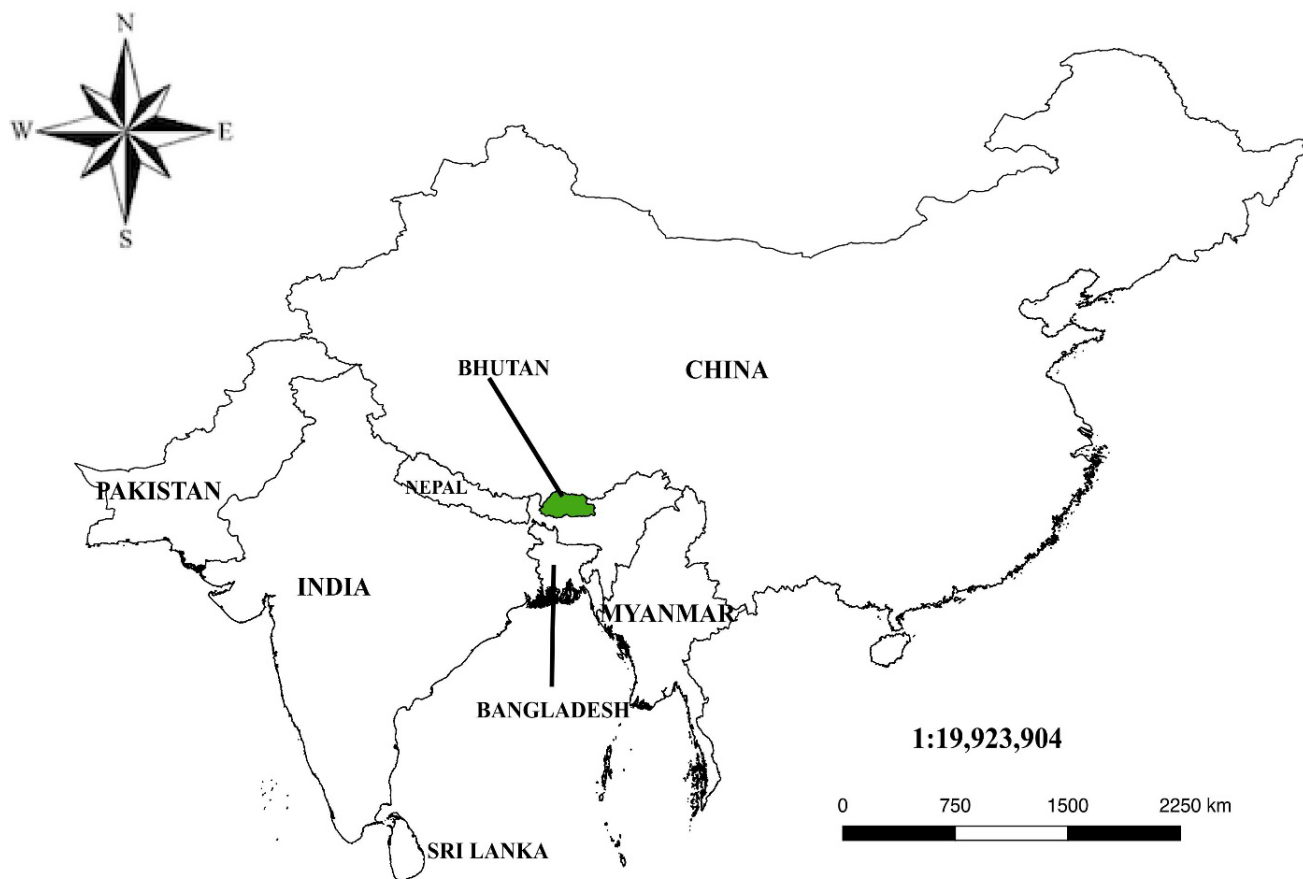 N
W E
S
BHUTAN
CHINA
PAKISTAN
NEPAL
INDIA
MYANMAR
BANGLADESH
1:19,923,904
0 750 1500 2250 km
SRI LANKA